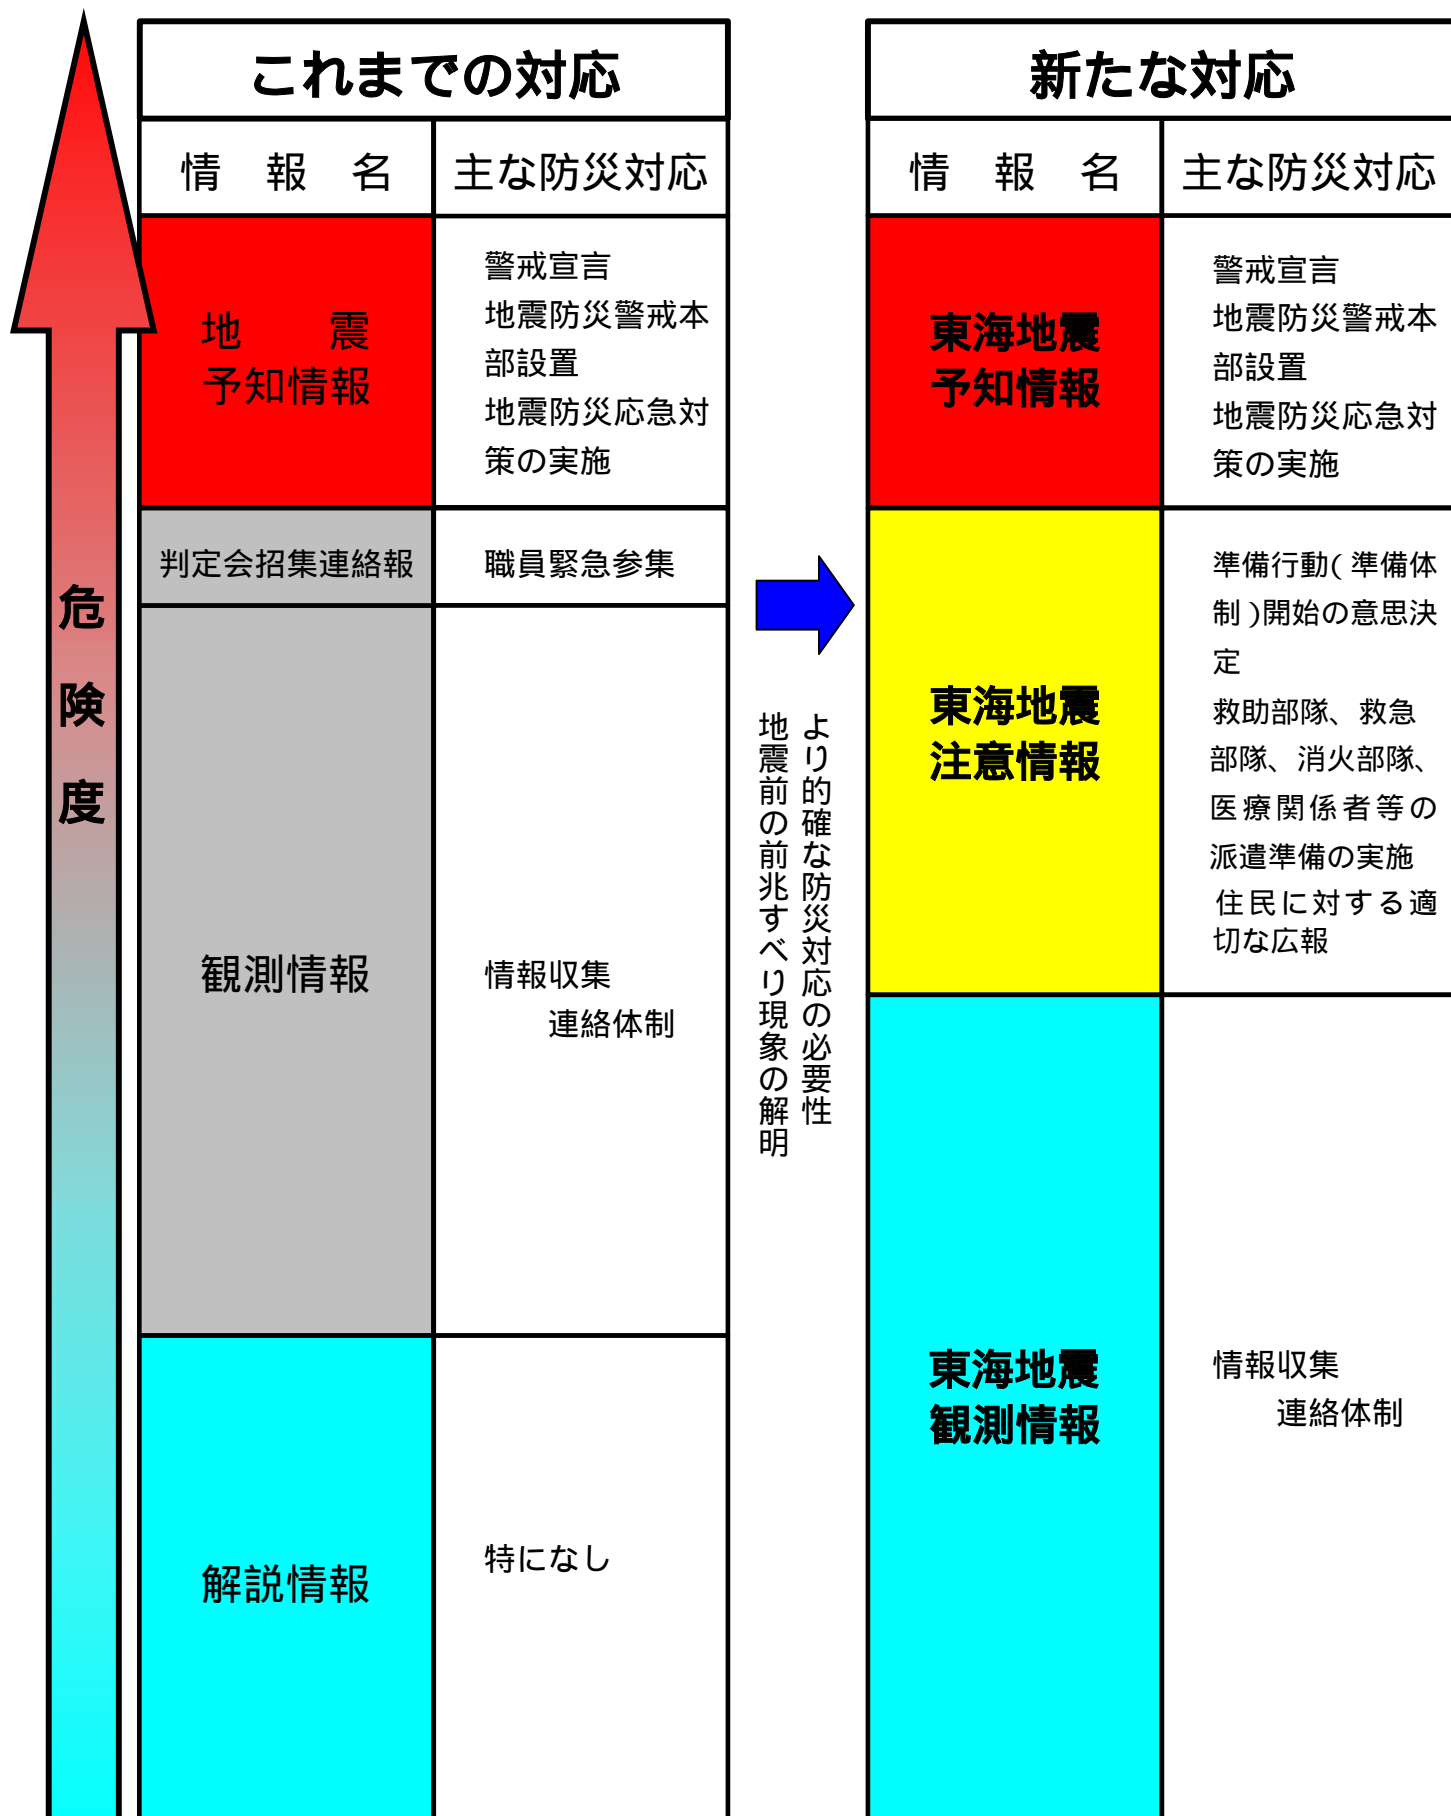 危険度
これまでの対応
情　報　名
主な防災対応
地　　震
予知情報
警戒宣言
地震防災警戒本
部設置
地震防災応急対
策の実施
判定会招集連絡報
職員緊急参集
観測情報
情報収集
連絡体制
解説情報
特になし
より的確な防災対応の必要性
地震前の前兆すべり現象の解明
新たな対応
情　報　名
主な防災対応
東海地震
予知情報
警戒宣言
地震防災警戒本
部設置
地震防災応急対
策の実施
東海地震
注意情報
準備行動(準備体
制)開始の意思決
定
救助部隊、救急
部隊、消火部隊、
医療関係者等の
派遣準備の実施
住民に対する適
切な広報
東海地震
観測情報
情報収集
連絡体制